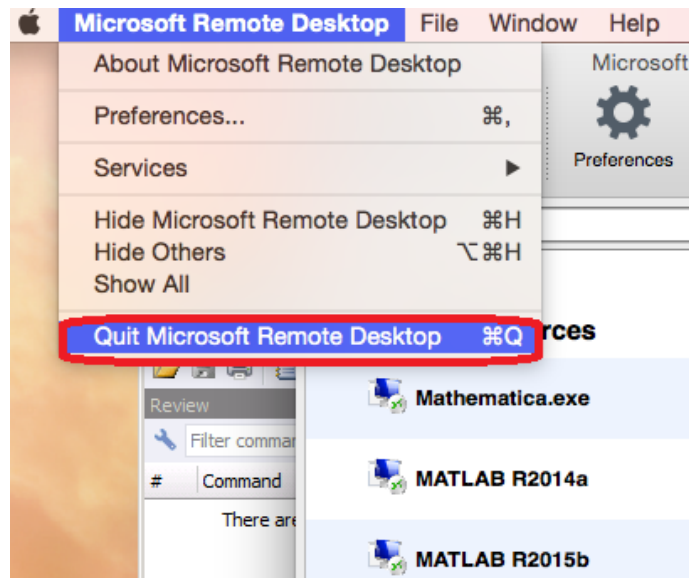 Microsoft Remote Desktop File Window Help
About Microsoft Remote Desktop
Microsoft
Preferences... ⌘,
Preferences
Services ▶
Hide Microsoft Remote Desktop ⌘H
Hide Others ⌥⌘H
Show All
Quit Microsoft Remote Desktop ⌘Q
rces
Review
Mathematica.exe
Filter comman
# Command
MATLAB R2014a
There are
MATLAB R2015b